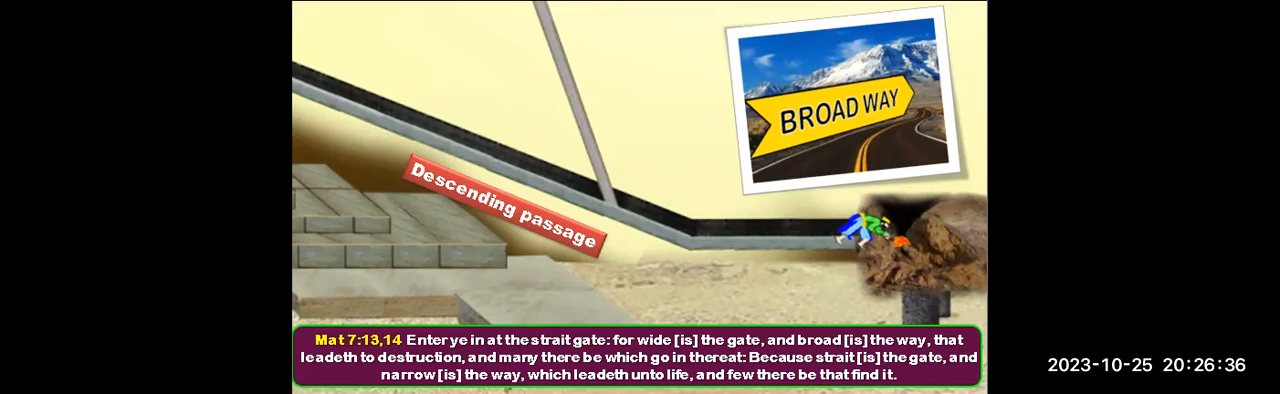 BROAD WAY
Descending passage
Mat 7:13,14 Enter ye in at the strait gate: for wide [is] the gate, and broad [is] the way, that
leadeth to destruction, and many there be which go in thereat: Because strait [is] the gate, and
narrow [is] the way, which leadeth unto life, and few there be that find it.
2023-10-25 20:26:36